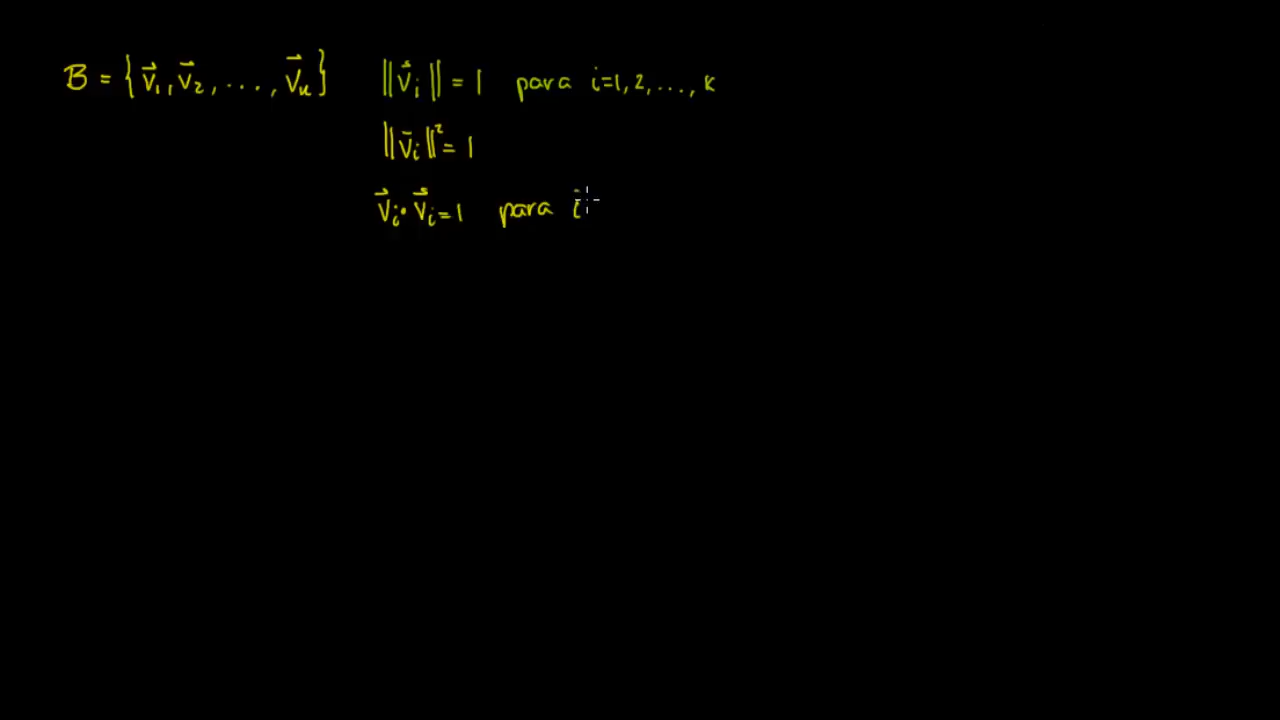 B = {v⃗₁, v⃗₂, ..., v⃗ₖ} ||v⃗ᵢ|| = 1 para i=1, 2, ..., k
||v⃗ᵢ||² = 1
v⃗ᵢ · v⃗ᵢ = 1 para i